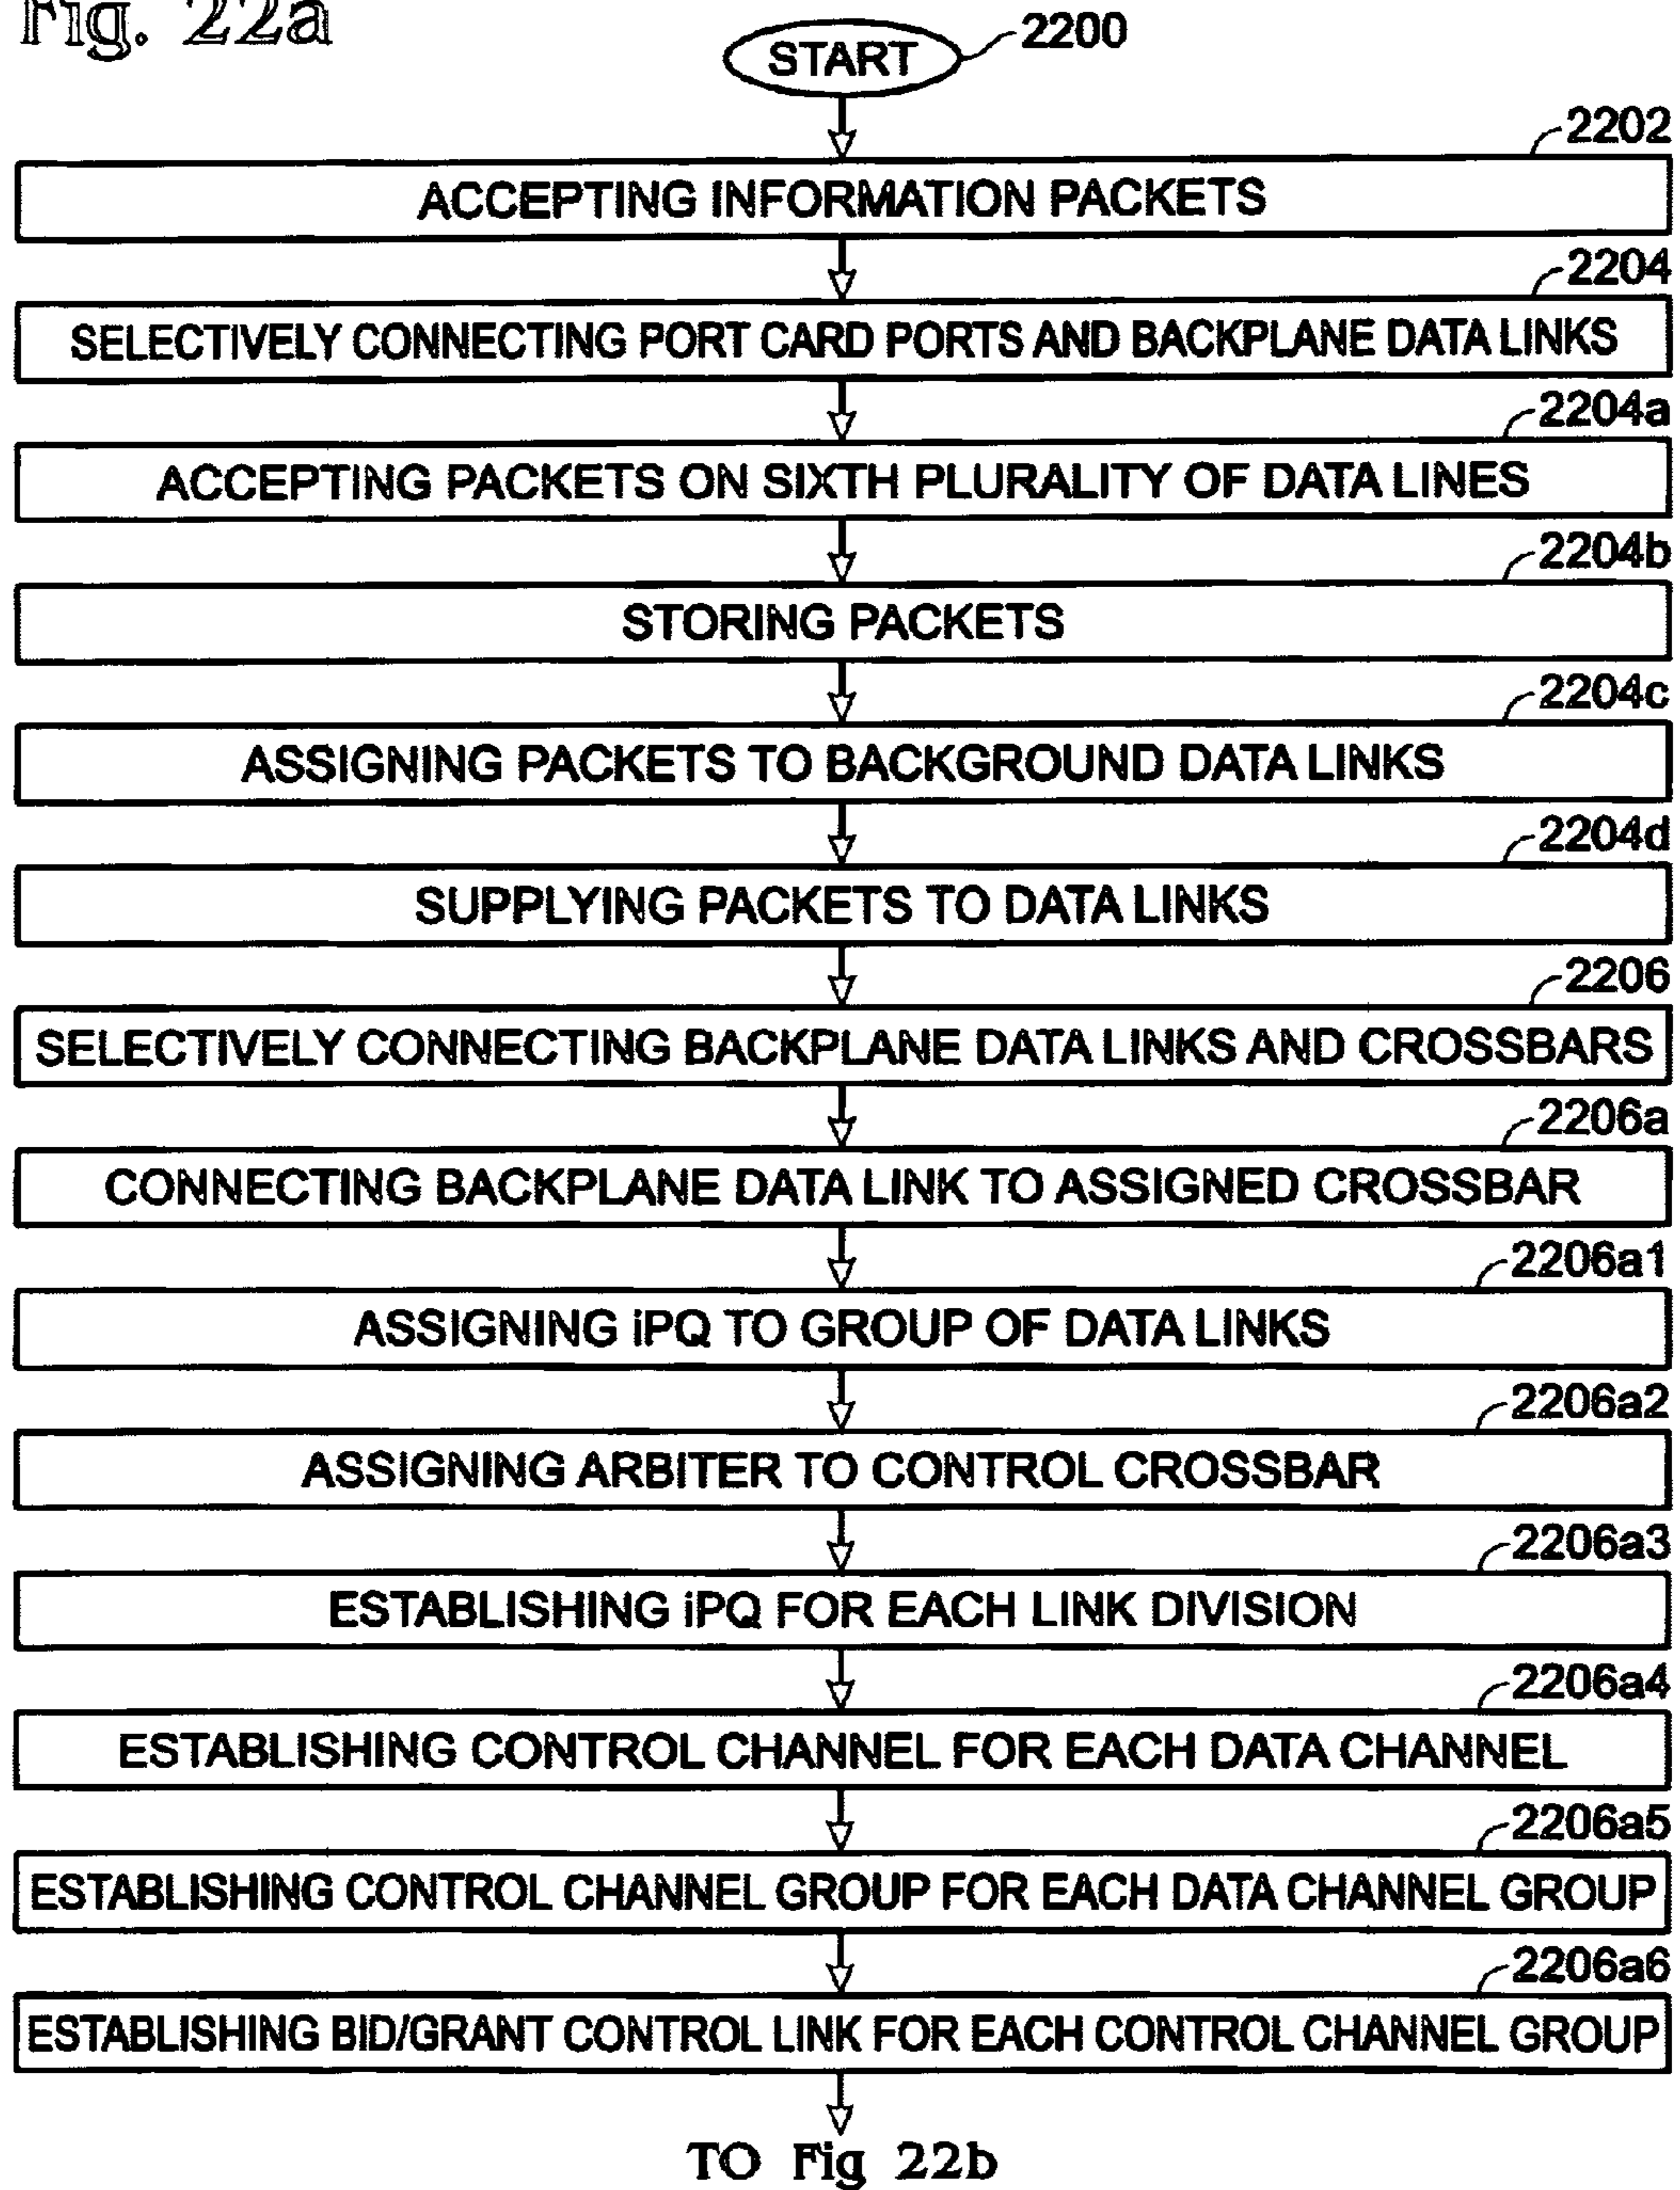 Fig. 22a
START
2200
2202
ACCEPTING INFORMATION PACKETS
2204
SELECTIVELY CONNECTING PORT CARD PORTS AND BACKPLANE DATA LINKS
2204a
ACCEPTING PACKETS ON SIXTH PLURALITY OF DATA LINES
2204b
STORING PACKETS
2204c
ASSIGNING PACKETS TO BACKGROUND DATA LINKS
2204d
SUPPLYING PACKETS TO DATA LINKS
2206
SELECTIVELY CONNECTING BACKPLANE DATA LINKS AND CROSSBARS
2206a
CONNECTING BACKPLANE DATA LINK TO ASSIGNED CROSSBAR
2206a1
ASSIGNING iPQ TO GROUP OF DATA LINKS
2206a2
ASSIGNING ARBITER TO CONTROL CROSSBAR
2206a3
ESTABLISHING iPQ FOR EACH LINK DIVISION
2206a4
ESTABLISHING CONTROL CHANNEL FOR EACH DATA CHANNEL
2206a5
ESTABLISHING CONTROL CHANNEL GROUP FOR EACH DATA CHANNEL GROUP
2206a6
ESTABLISHING BID/GRANT CONTROL LINK FOR EACH CONTROL CHANNEL GROUP
TO Fig 22b